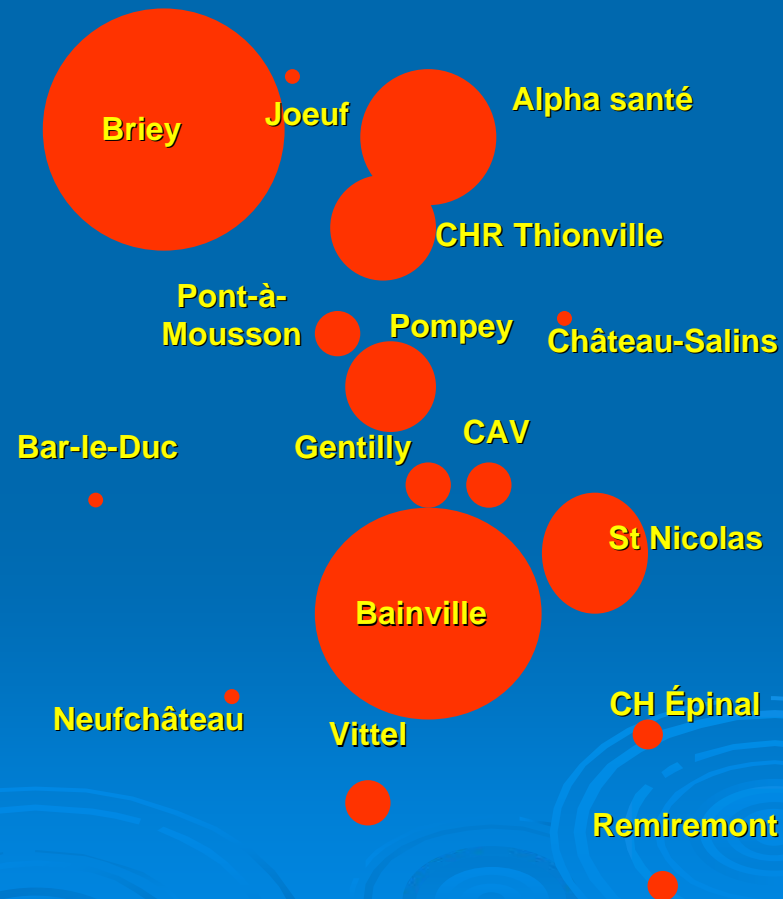 Alpha santé
Joeuf
Briey
CHR Thionville
Pont-à-
Mousson
Pompey
Château-Salins
CAV
Bar-le-Duc
Gentilly
St Nicolas
Bainville
CH Épinal
Neufchâteau
Vittel
Remiremont